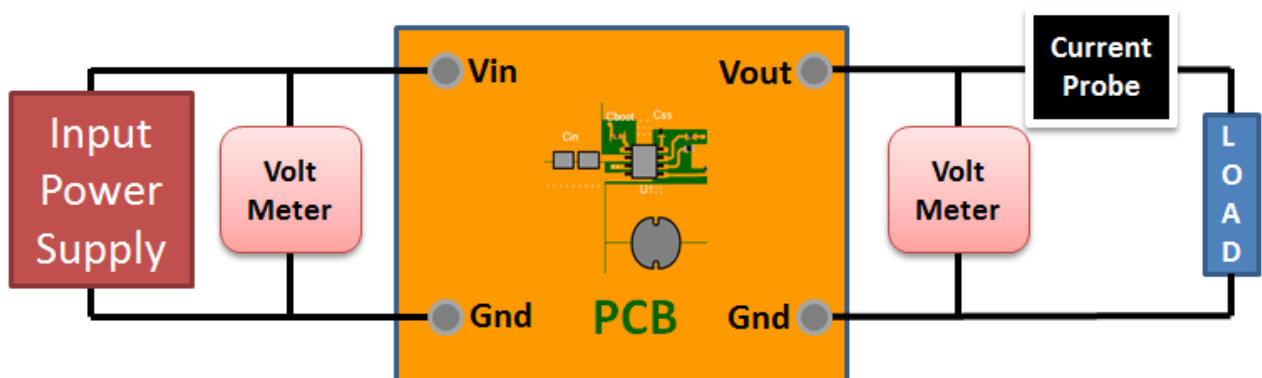 Input
Power
Supply
Volt
Meter
Vin
Gnd
Cin
Cboot
Css
U1::
PCB
Vout
Gnd
Volt
Meter
Current
Probe
L
O
A
D